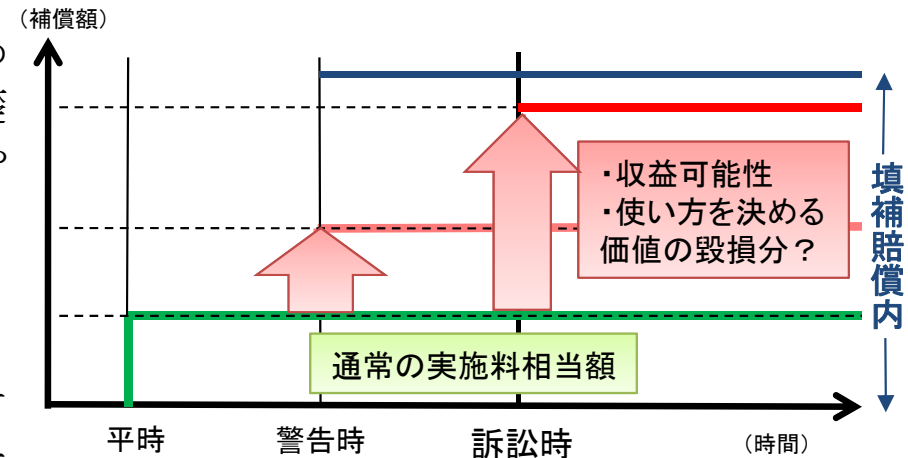 （補償額）
・収益可能性
・使い方を決める
価値の毀損分？
填補賠償内
通常の実施料相当額
平時
警告時
訴訟時
（時間）